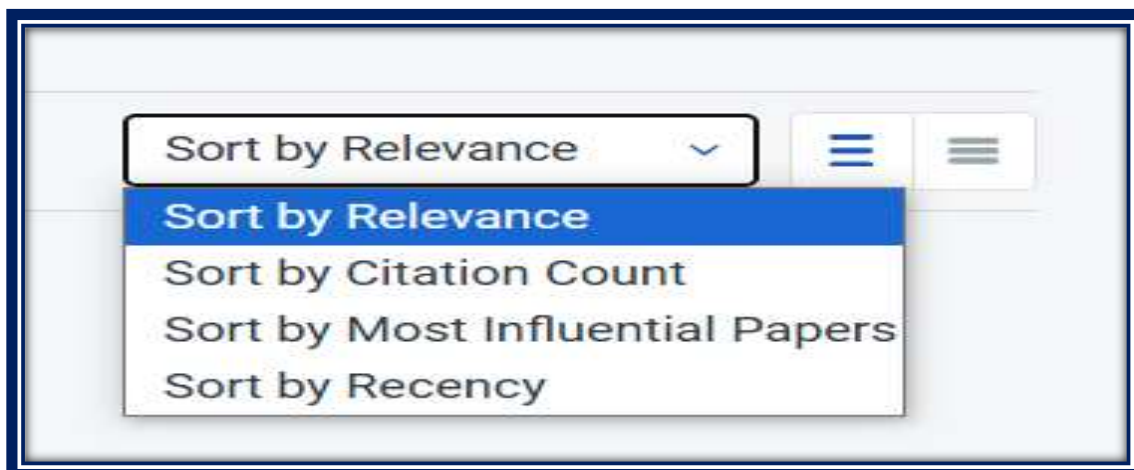 Sort by Relevance
Sort by Relevance
Sort by Citation Count
Sort by Most Influential Papers
Sort by Recency